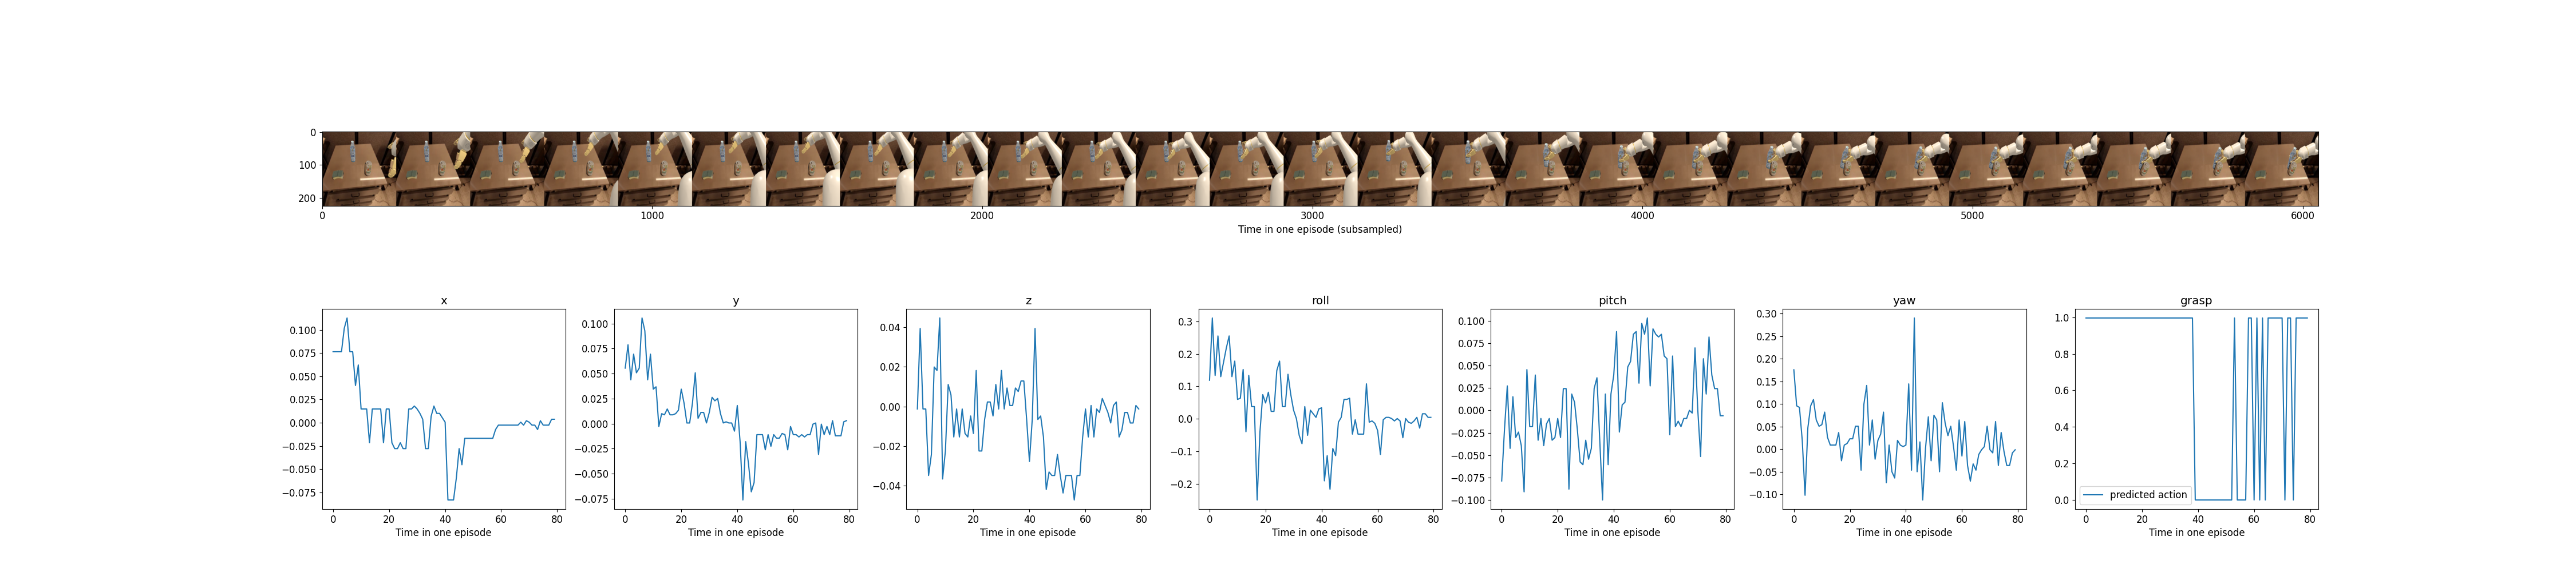 0
100
200
0 1000 2000 3000 4000 5000 6000
Time in one episode (subsampled)
x
0.100
0.075
0.050
0.025
0.000
−0.025
−0.050
−0.075
0 20 40 60 80
Time in one episode
y
0.100
0.075
0.050
0.025
0.000
−0.025
−0.050
−0.075
0 20 40 60 80
Time in one episode
z
0.04
0.02
0.00
−0.02
−0.04
0 20 40 60 80
Time in one episode
roll
0.3
0.2
0.1
0.0
−0.1
−0.2
0 20 40 60 80
Time in one episode
pitch
0.100
0.075
0.050
0.025
0.000
−0.025
−0.050
−0.075
−0.100
0 20 40 60 80
Time in one episode
yaw
0.30
0.25
0.20
0.15
0.10
0.05
0.00
−0.05
−0.10
0 20 40 60 80
Time in one episode
grasp
1.0
0.8
0.6
0.4
0.2
0.0
predicted action
0 20 40 60 80
Time in one episode